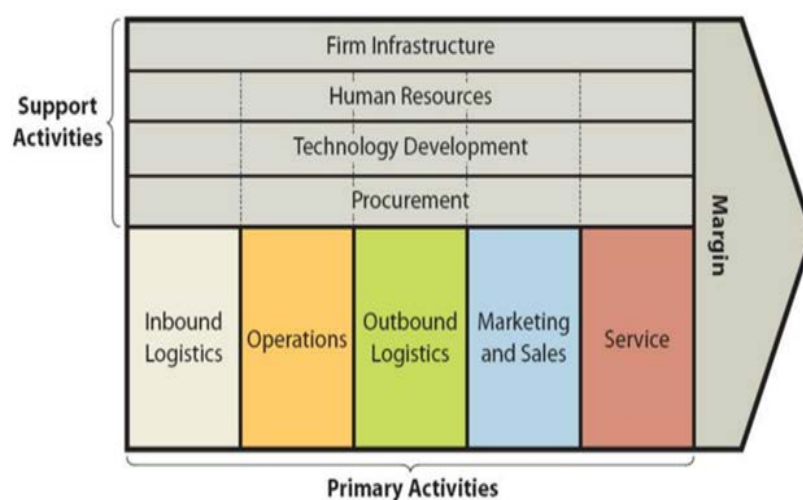 Firm Infrastructure
Human Resources
Technology Development
Procurement
Support
Activities
Inbound
Logistics
Operations
Outbound
Logistics
Marketing
and Sales
Service
Margin
Primary Activities